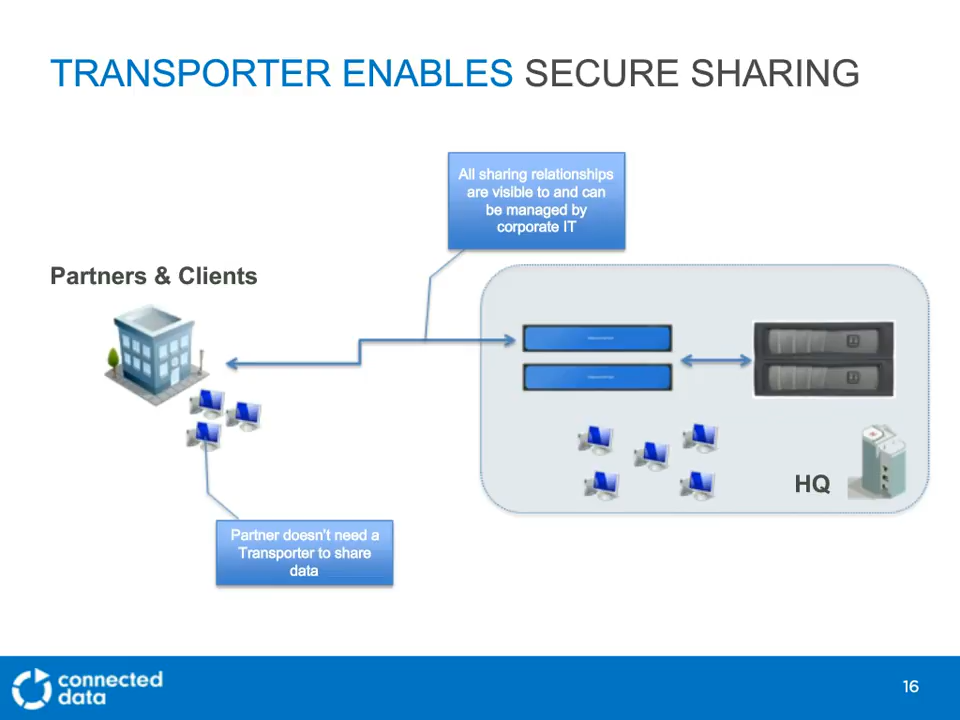 TRANSPORTER ENABLES SECURE SHARING
All sharing relationships
are visible to and can
be managed by
corporate IT
Partners & Clients
HQ
Partner doesn't need a
Transporter to share
data
connected
data
16